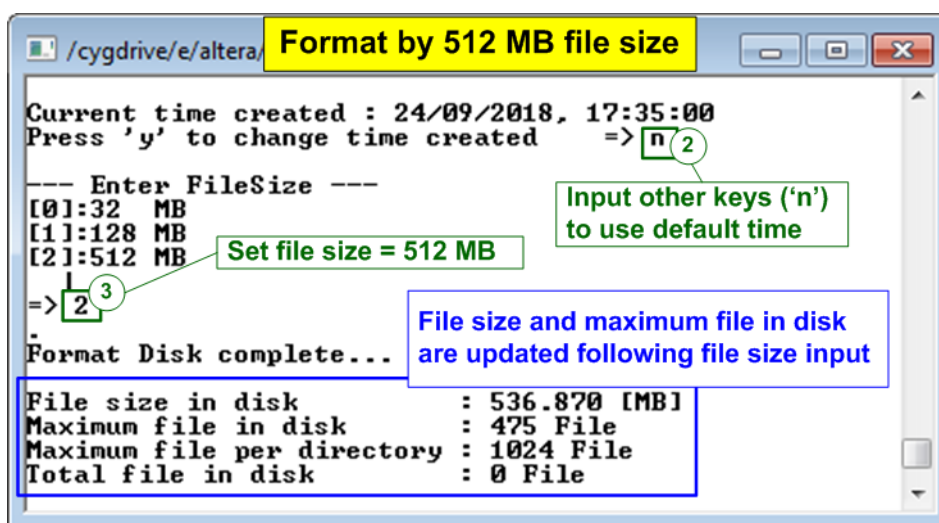 /cygdrive/e/altera/
Format by 512 MB file size
Current time created : 24/09/2018, 17:35:00
Press 'y' to change time created => n
2
--- Enter FileSize ---
[0]:32 MB
[1]:128 MB
[2]:512 MB
Input other keys (‘n’)
to use default time
Set file size = 512 MB
=> 2
3
File size and maximum file in disk
are updated following file size input
.
Format Disk complete...
File size in disk : 536.870 [MB]
Maximum file in disk : 475 File
Maximum file per directory : 1024 File
Total file in disk : 0 File